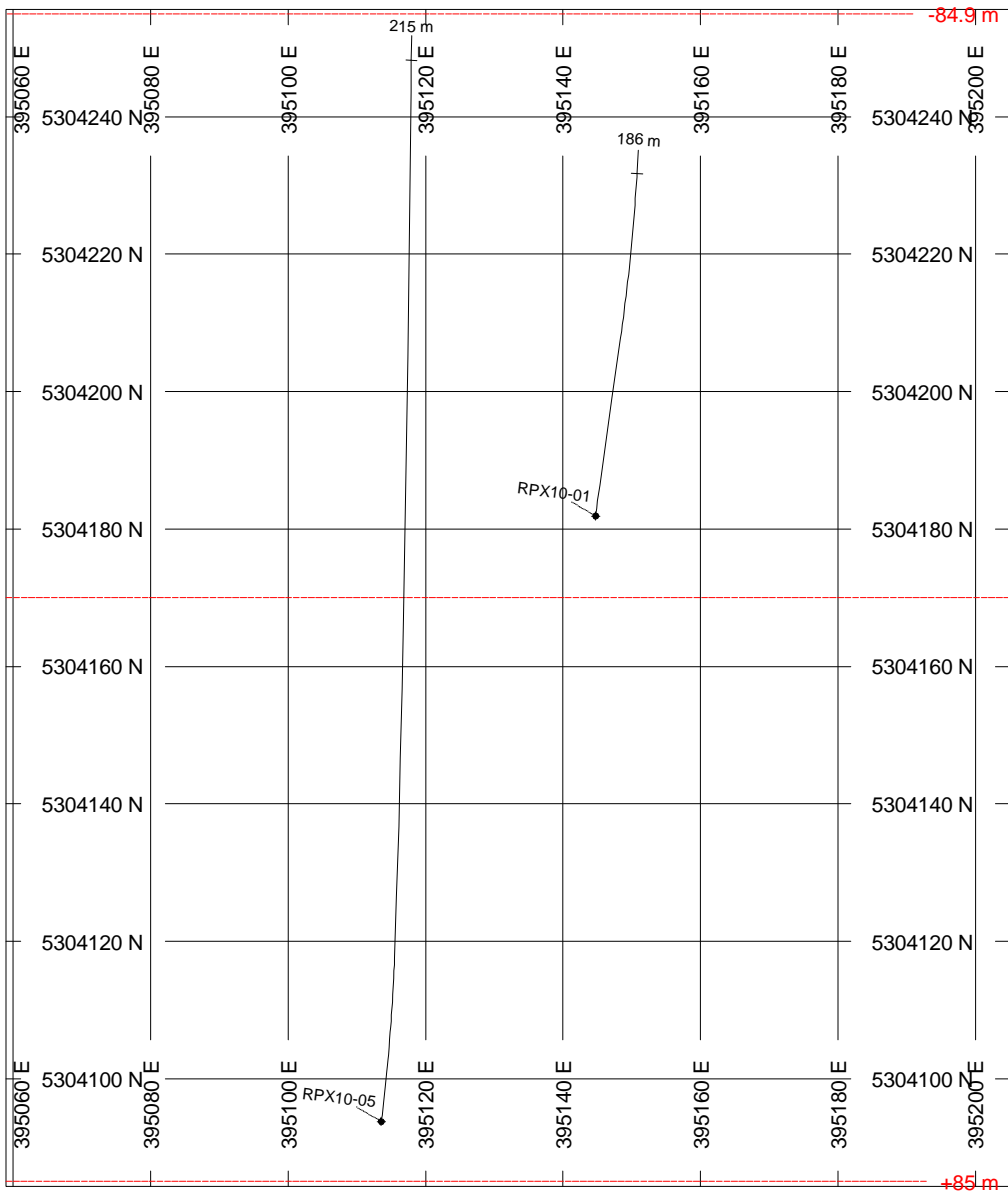 -84.9 m
215 m
395060 E
395080 E
395100 E
395120 E
395140 E
395160 E
395180 E
395200 E
5304240 N
5304240 N
186 m
5304220 N
5304220 N
5304200 N
5304200 N
RPX10-01
5304180 N
5304180 N
5304160 N
5304160 N
5304140 N
5304140 N
5304120 N
5304120 N
5304100 N
5304100 N
RPX10-05
395060 E
395080 E
395100 E
395120 E
395140 E
395160 E
395180 E
395200 E
+85 m